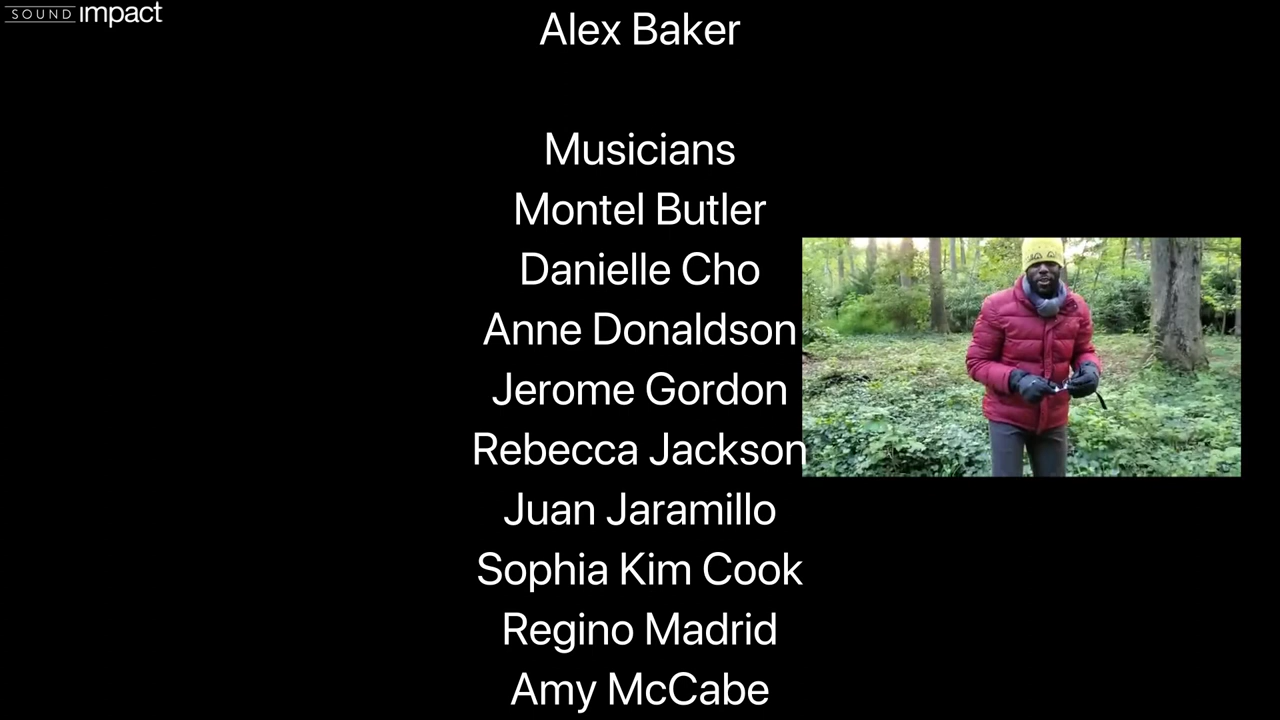 SOUND impact
Alex Baker
Musicians
Montel Butler
Danielle Cho
Anne Donaldson
Jerome Gordon
Rebecca Jackson
Juan Jaramillo
Sophia Kim Cook
Regino Madrid
Amy McCabe